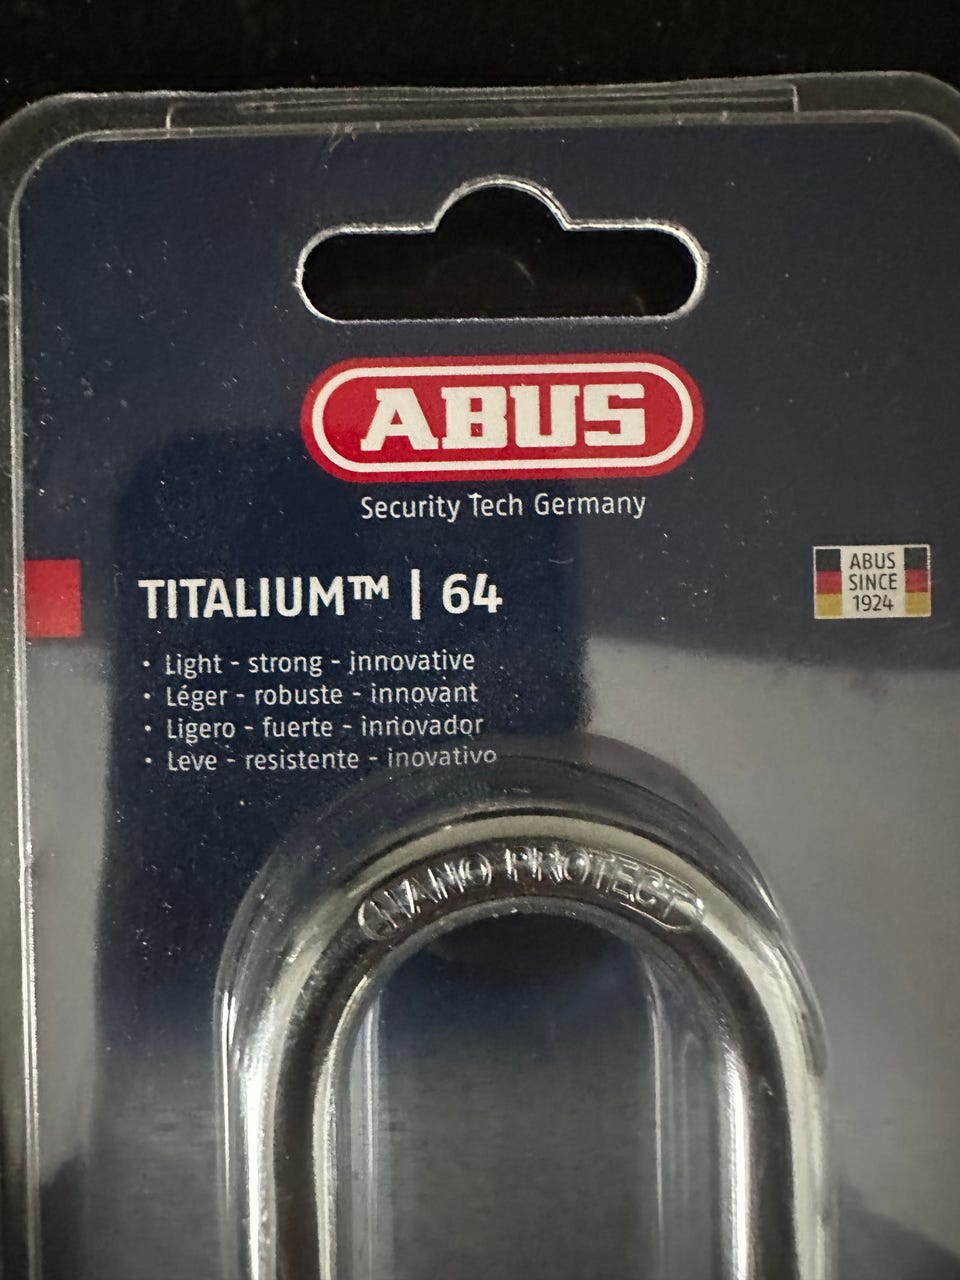 ABUS
Security Tech Germany
TITALIUM™ | 64
ABUS
SINCE
1924
• Light - strong - innovative
• Léger - robuste - innovant
• Ligero - fuerte - innovador
• Leve - resistente - inovativo
NANO PROTECT